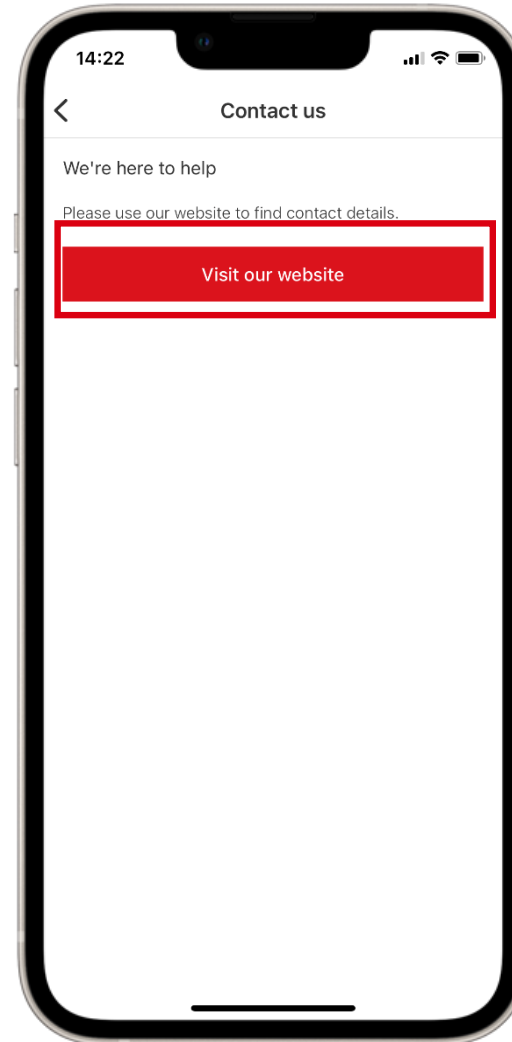 14:22
Contact us
We're here to help
Please use our website to find contact details.
Visit our website